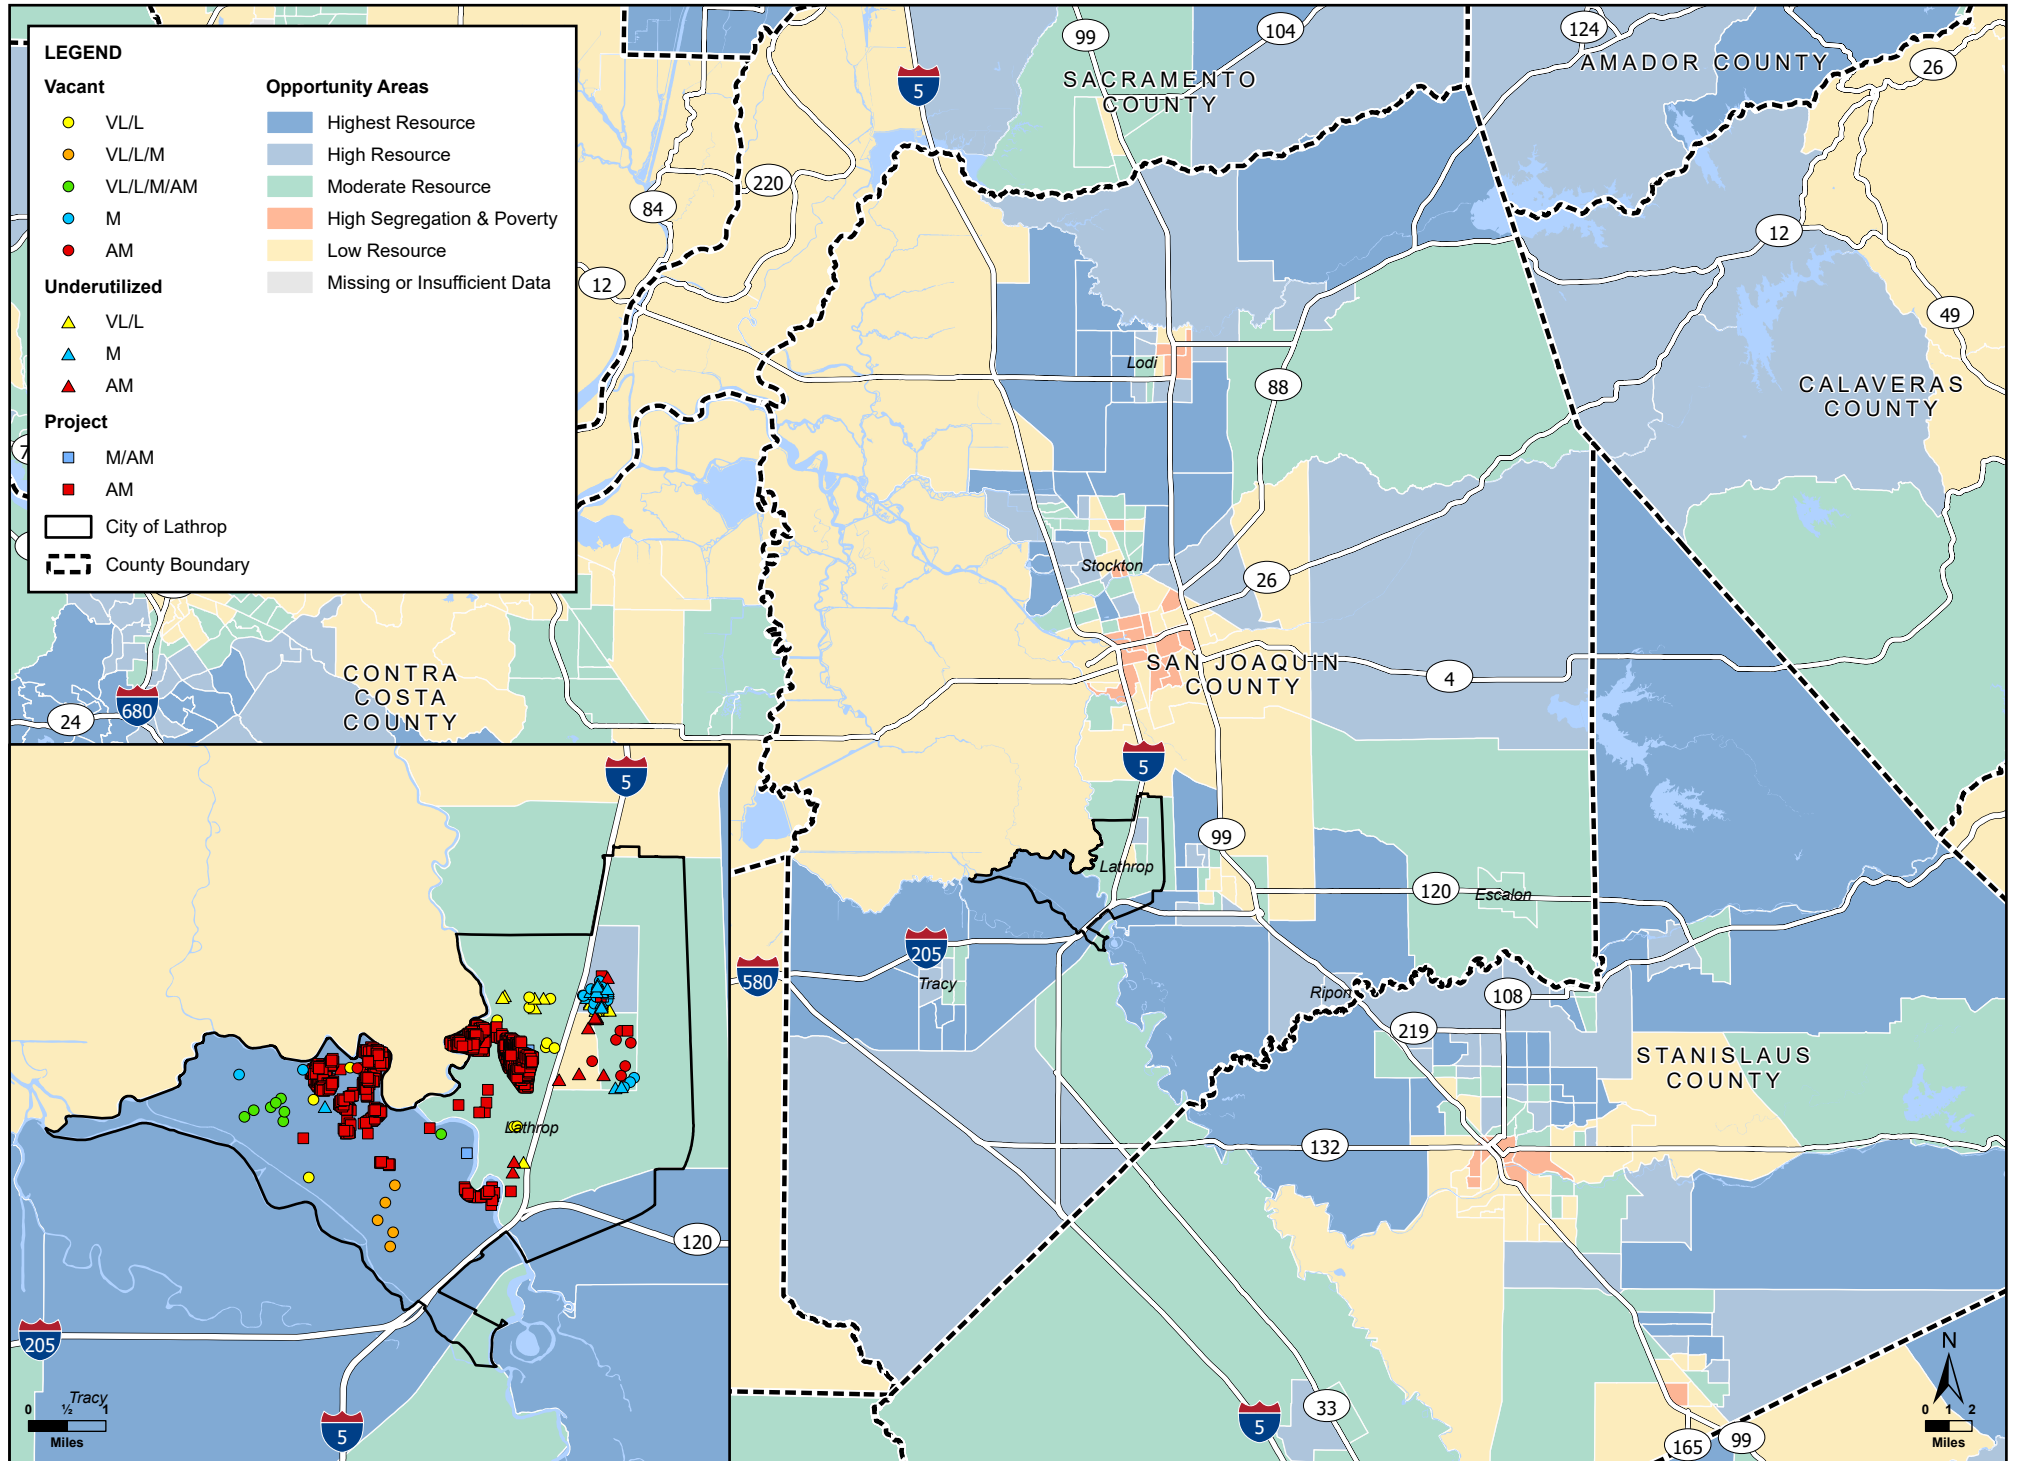 LEGEND
Vacant
VL/L
VL/L/M
VL/L/M/AM
M
AM
Underutilized
VL/L
M
AM
Project
M/AM
AM
City of Lathrop
County Boundary
Opportunity Areas
Highest Resource
High Resource
Moderate Resource
High Segregation & Poverty
Low Resource
Missing or Insufficient Data
99
104
124
26
5
SACRAMENTO
COUNTY
AMADOR COUNTY
220
84
12
12
49
Lodi
88
CALAVERAS
COUNTY
Stockton
26
CONTRA
COSTA
COUNTY
SAN JOAQUIN
COUNTY
4
680
24
5
99
Lathrop
120
Escalon
205
580
Tracy
Ripon
108
219
STANISLAUS
COUNTY
132
33
5
165
99
N
0 1 2
Miles
5
Lathrop
120
205
Tracy
0 ½ 1
Miles
5